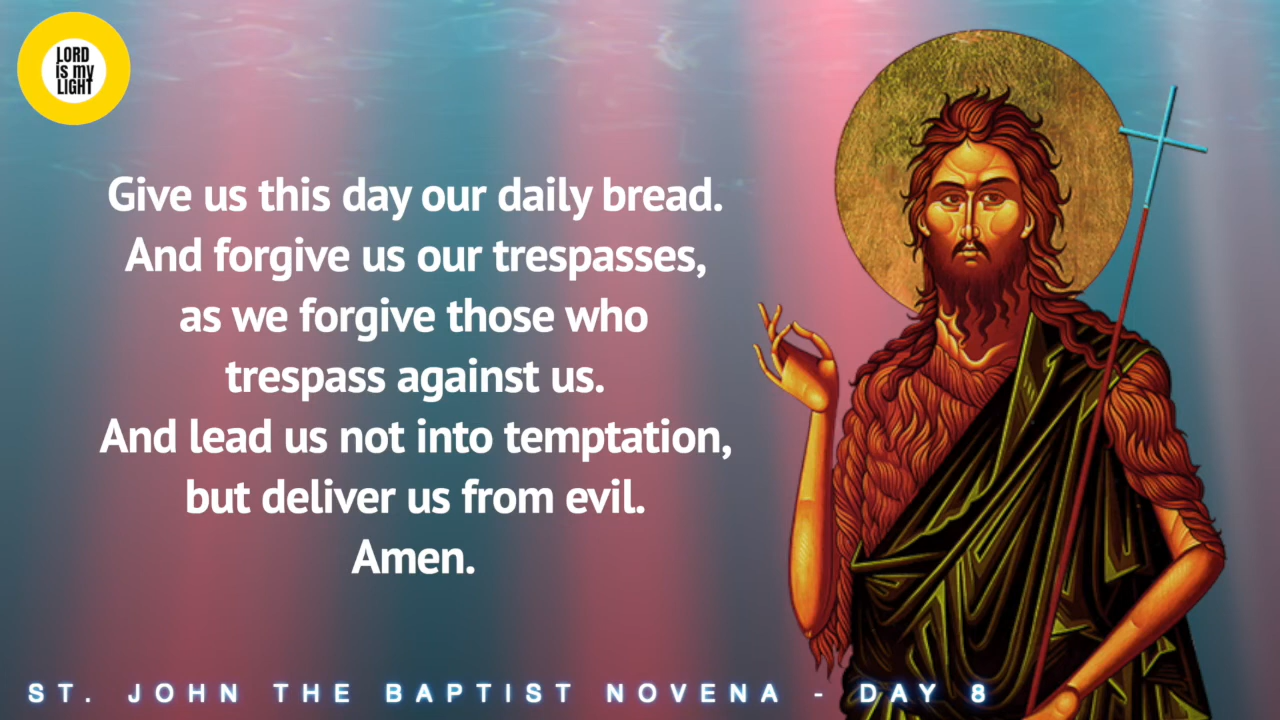 LORD
is my
LIGHT
Give us this day our daily bread.
And forgive us our trespasses,
as we forgive those who
trespass against us.
And lead us not into temptation,
but deliver us from evil.
Amen.
ST. JOHN THE BAPTIST NOVENA - DAY 8